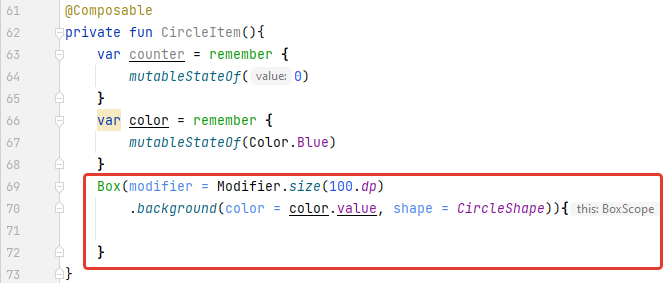 61 @Composable
62 private fun CircleItem(){
63 var counter = remember {
64 mutableStateOf( value: 0)
65 }
66 var color = remember {
67 mutableStateOf(Color.Blue)
68 }
69 Box(modifier = Modifier.size(100.dp)
70 .background(color = color.value, shape = CircleShape)){ this: BoxScope
71
72 }
73 }